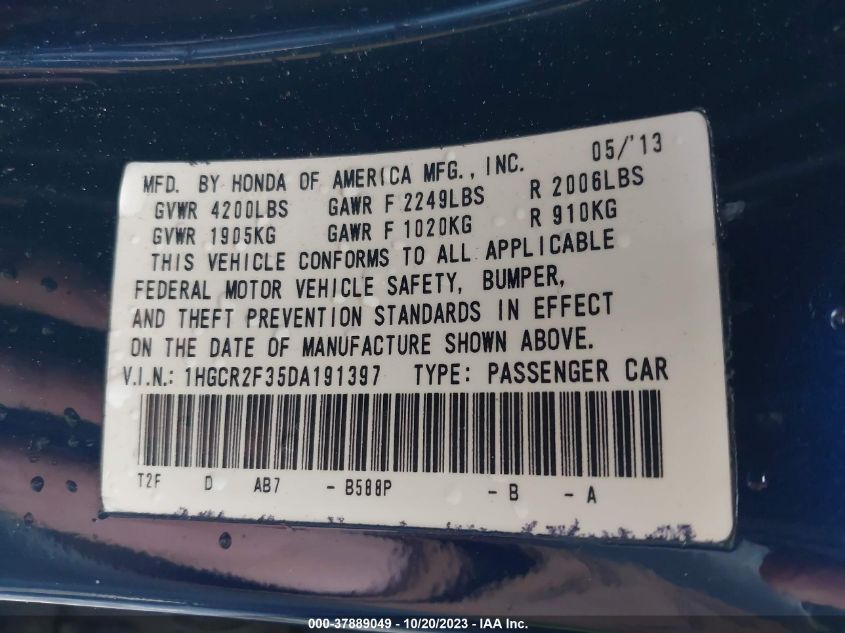 MFD. BY HONDA OF AMERICA MFG., INC. 05/'13
GVWR 4200LBS GAWR F 2249LBS R 2006LBS
GVWR 1905KG GAWR F 1020KG R 910KG
THIS VEHICLE CONFORMS TO ALL APPLICABLE
FEDERAL MOTOR VEHICLE SAFETY, BUMPER,
AND THEFT PREVENTION STANDARDS IN EFFECT
ON THE DATE OF MANUFACTURE SHOWN ABOVE.
V.I.N.: 1HGCR2F35DA191397 TYPE: PASSENGER CAR
T2F D AB7 - B588P - B - A
000-37889049 - 10/20/2023 - IAA Inc.